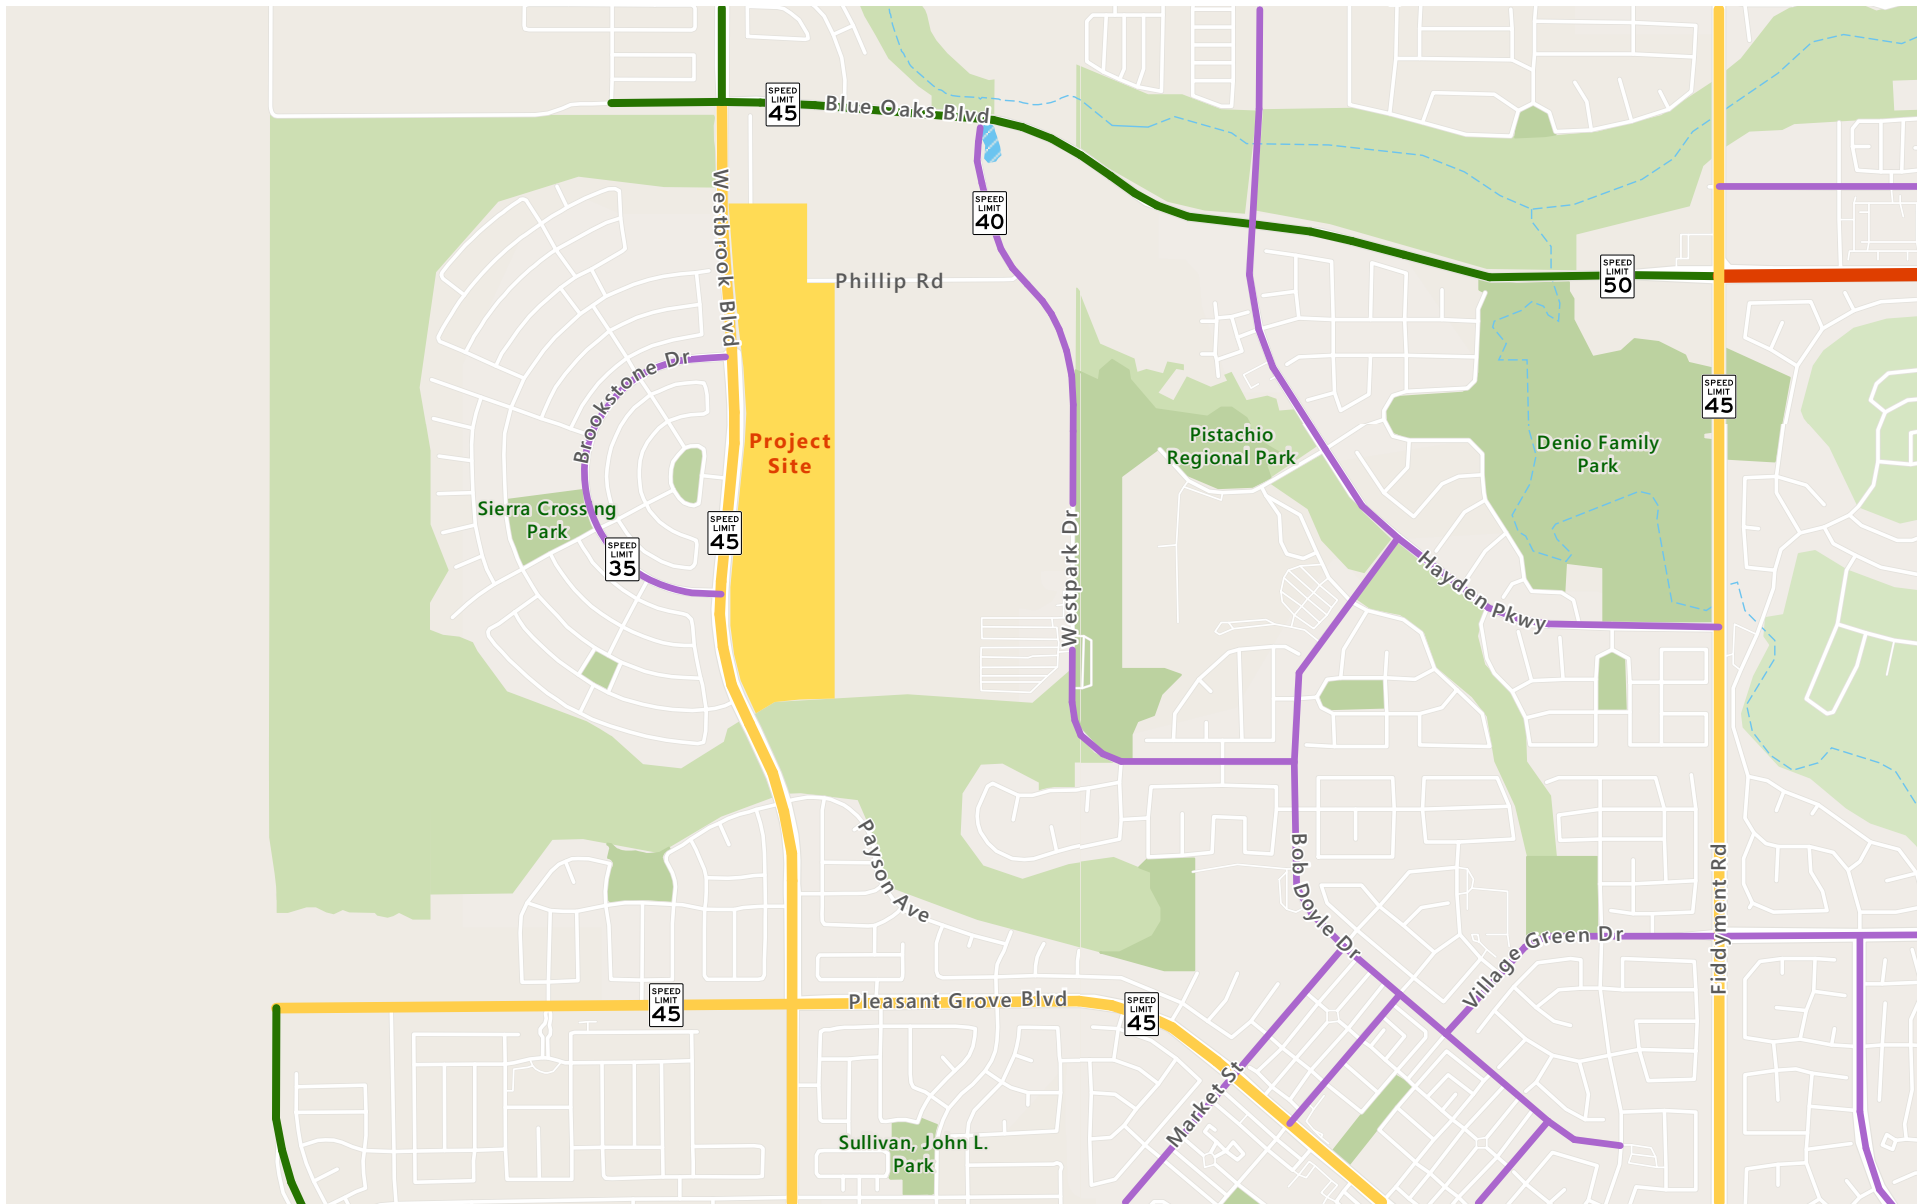 SPEED
LIMIT
45
Blue Oaks Blvd
Westbrook Blvd
SPEED
LIMIT
40
Phillip Rd
SPEED
LIMIT
50
Brookstone Dr
SPEED
LIMIT
45
Project
Site
Pistachio
Regional Park
Denio Family
Park
Sierra Crossing
Park
SPEED
LIMIT
45
SPEED
LIMIT
35
Westpark Dr
Hayden Pkwy
Payson Ave
Bob Doyle Dr
Fiddyment Rd
Village Green Dr
SPEED
LIMIT
45
Pleasant Grove Blvd
SPEED
LIMIT
45
Market St
Sullivan, John L.
Park